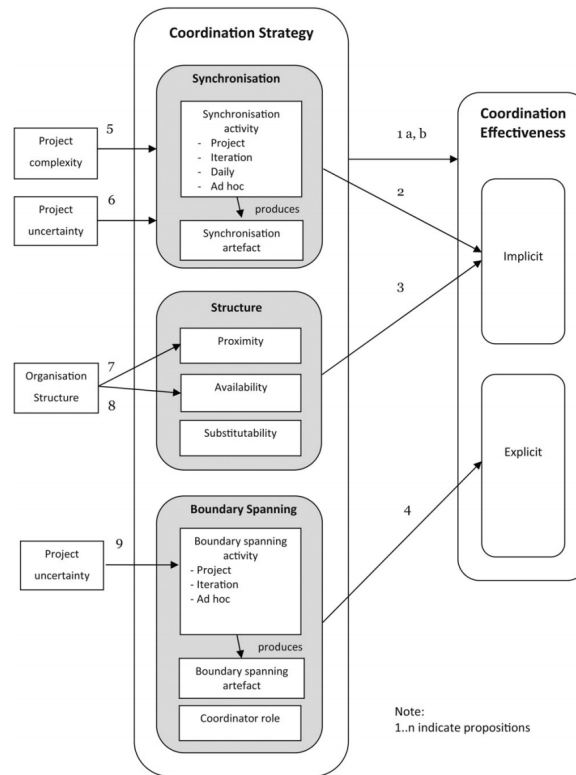 Coordination Strategy
Synchronisation
Synchronisation
activity
- Project
- Iteration
- Daily
- Ad hoc
produces
Synchronisation
artefact
5
Project
complexity
6
Project
uncertainty
Structure
Proximity
Availability
Substitutability
7
Organisation
Structure
8
Boundary Spanning
Boundary spanning
activity
- Project
- Iteration
- Ad hoc
produces
Boundary spanning
artefact
Coordinator role
9
Project
uncertainty
1 a, b
2
3
4
Coordination
Effectiveness
Implicit
Explicit
Note:
1..n indicate propositions